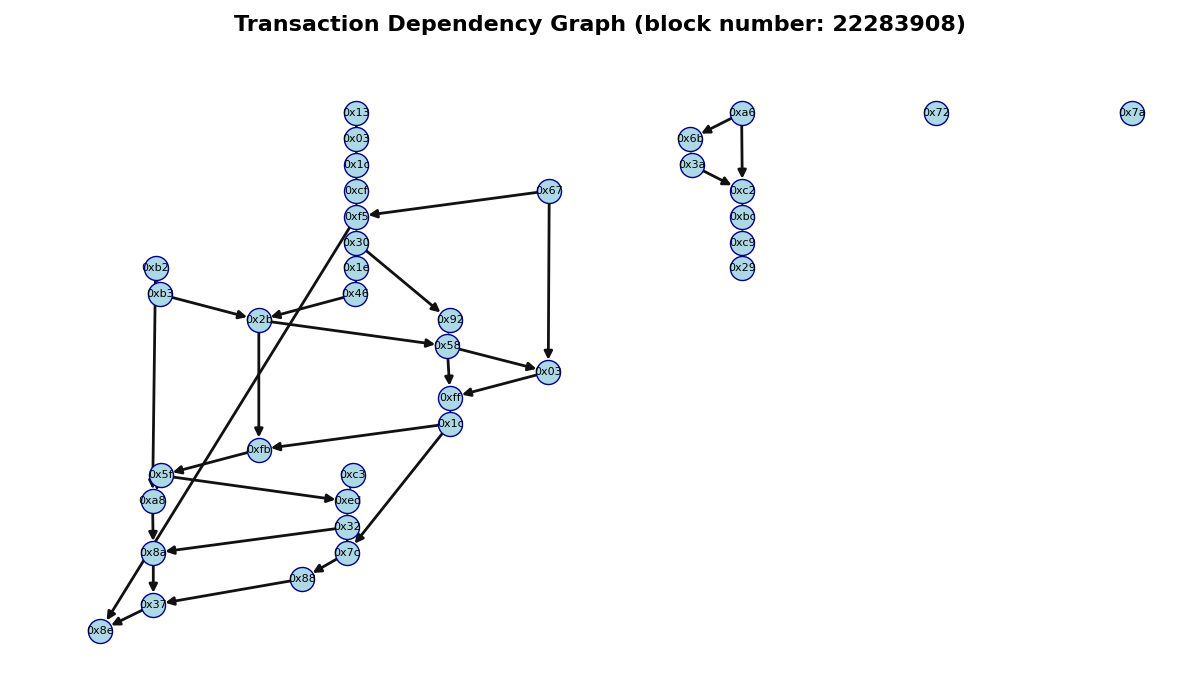 Transaction Dependency Graph (block number: 22283908)
0x13
0xa6
0x72
0x7a
0x03
0x6b
0x1c
0x3a
0xcf
0x67
0xc2
0xf5
0xbc
0x30
0xc9
0xb2
0x1e
0x29
0xb3
0x46
0x2b
0x92
0x58
0x03
0xff
0x1c
0xfb
0x5f
0xc3
0xa8
0xec
0x32
0x8a
0x7c
0x88
0x37
0x8e